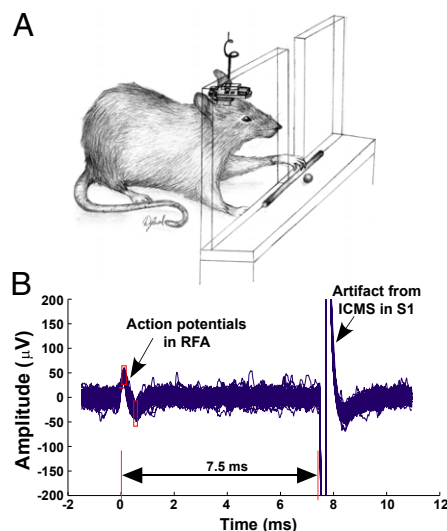 A
B
Amplitude (μV)
200
150
100
50
0
-50
-100
-150
-200
Action potentials
in RFA
Artifact from
ICMS in S1
7.5 ms
-2 0 2 4 6 8 10 12
Time (ms)